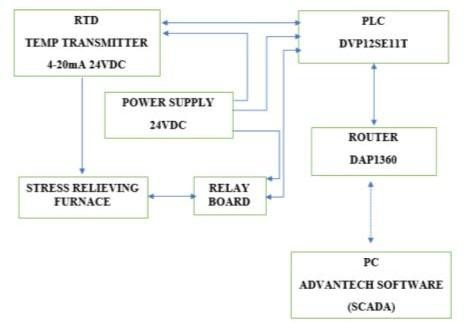 RTD
TEMP TRANSMITTER
4-20mA 24VDC
PLC
DVP12SE11T
POWER SUPPLY
24VDC
ROUTER
DAP1360
STRESS RELIEVING
FURNACE
RELAY
BOARD
PC
ADVANTECH SOFTWARE
(SCADA)